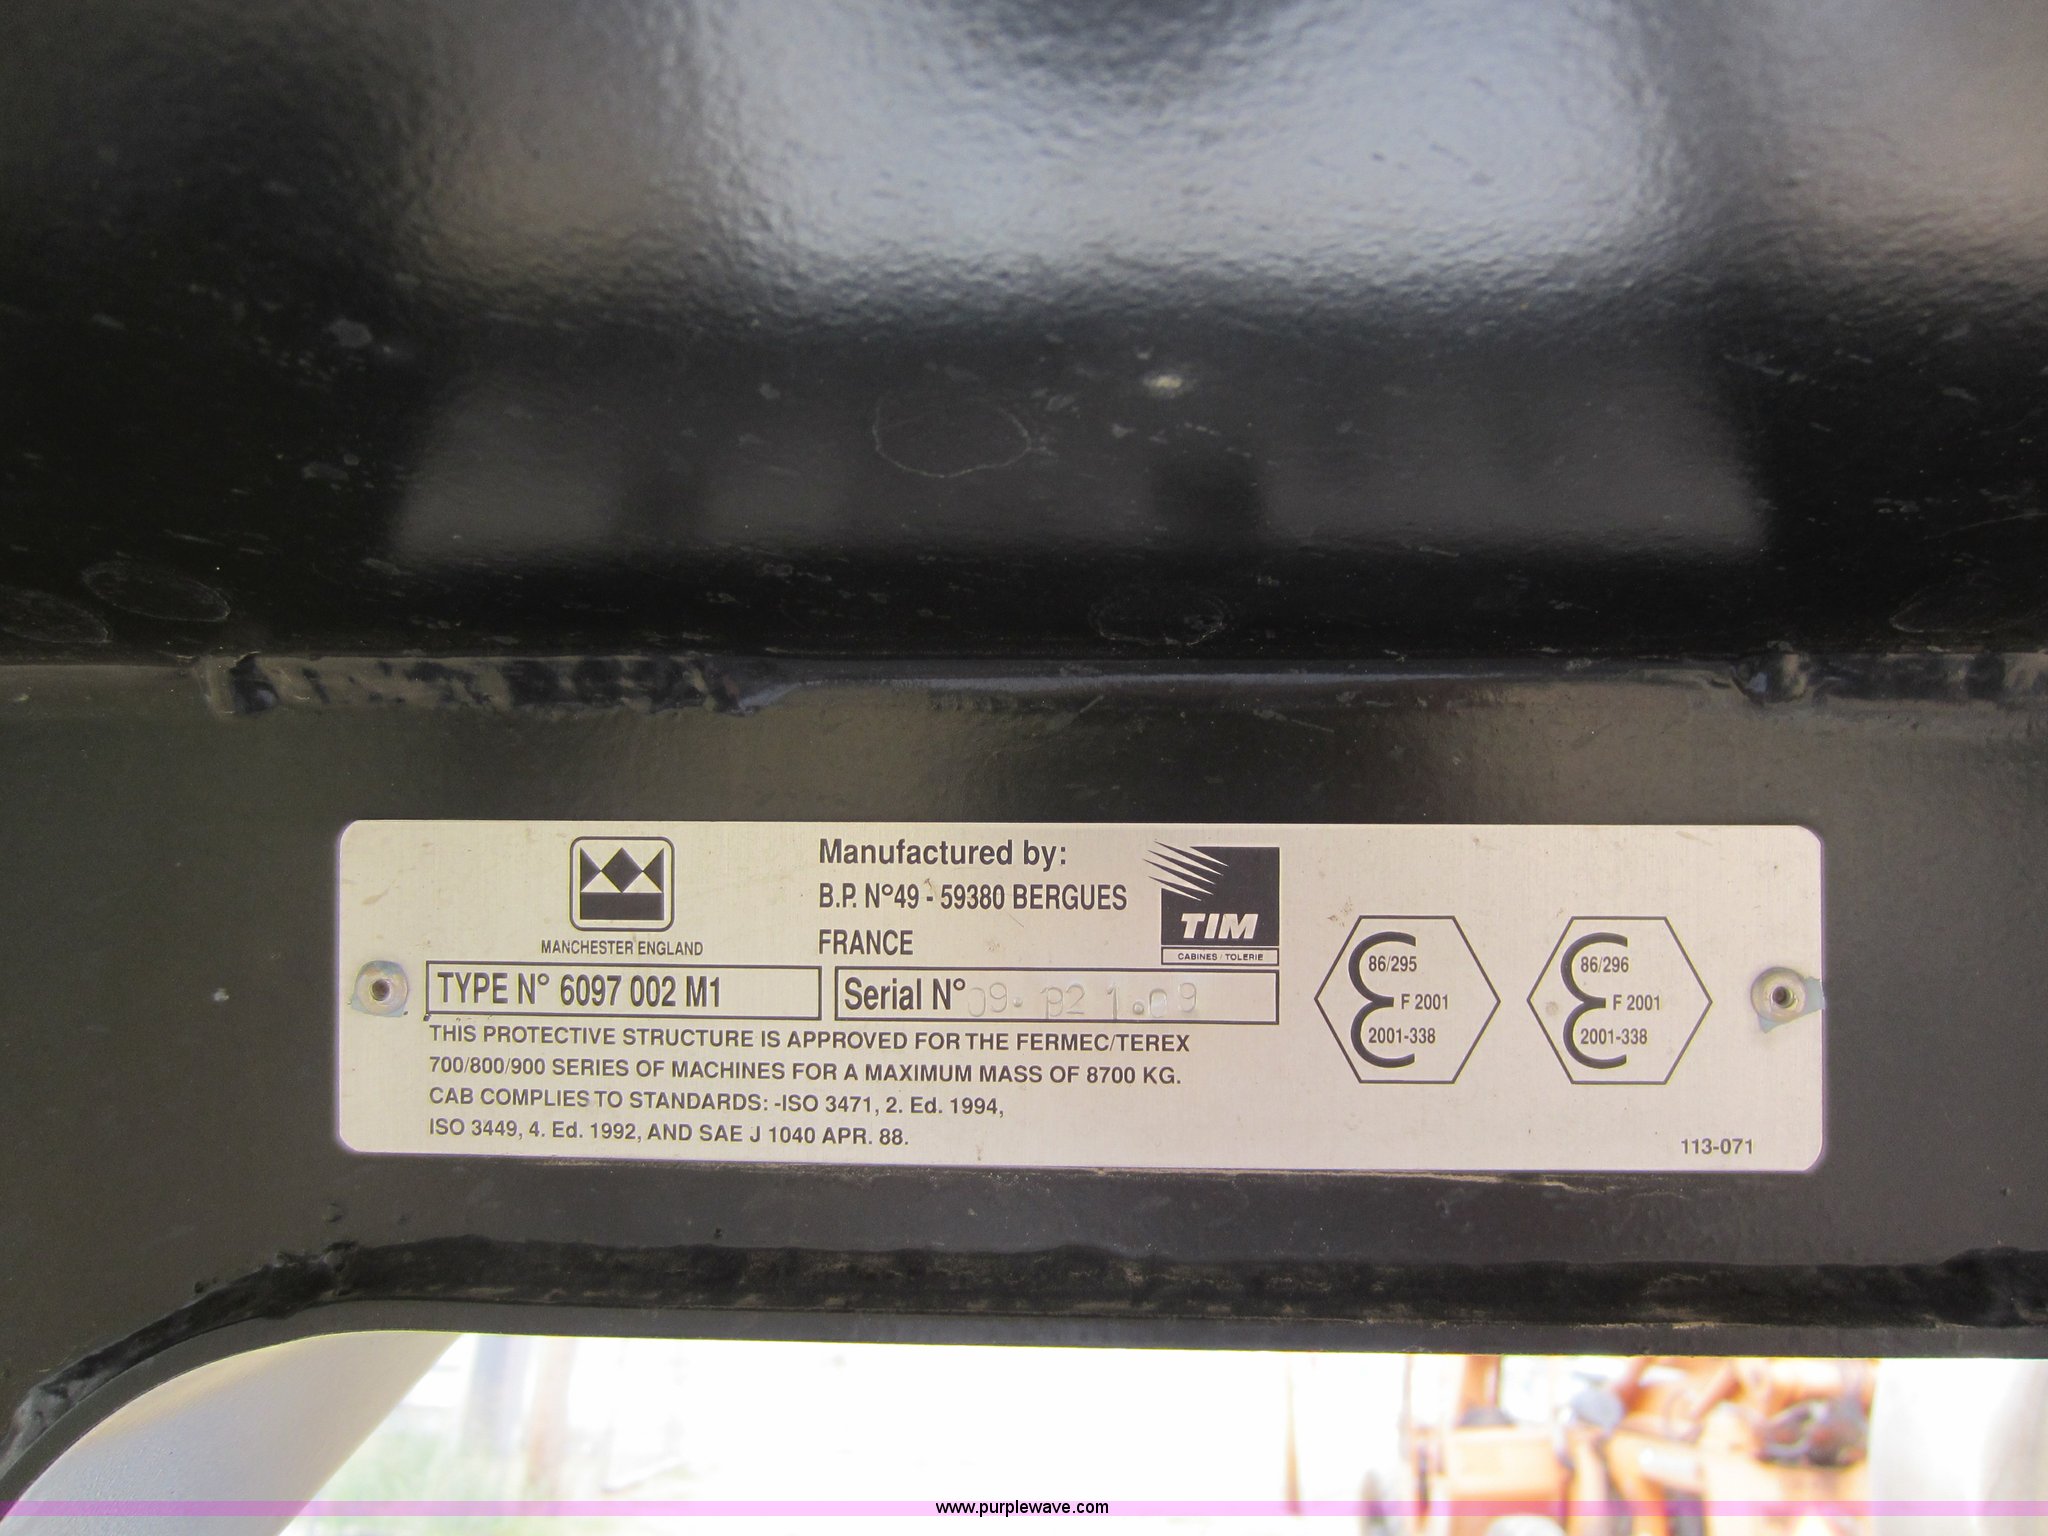 MANCHESTER ENGLAND
Manufactured by:
B.P. N°49 - 59380 BERGUES
FRANCE
TIM
CABINES / TOLERIE
TYPE N° 6097 002 M1
Serial N° 09. 21.09
THIS PROTECTIVE STRUCTURE IS APPROVED FOR THE FERMEC/TEREX
700/800/900 SERIES OF MACHINES FOR A MAXIMUM MASS OF 8700 KG.
CAB COMPLIES TO STANDARDS: -ISO 3471, 2. Ed. 1994,
ISO 3449, 4. Ed. 1992, AND SAE J 1040 APR. 88.
86/295
F 2001
2001-338
86/296
F 2001
2001-338
113-071
www.purplewave.com